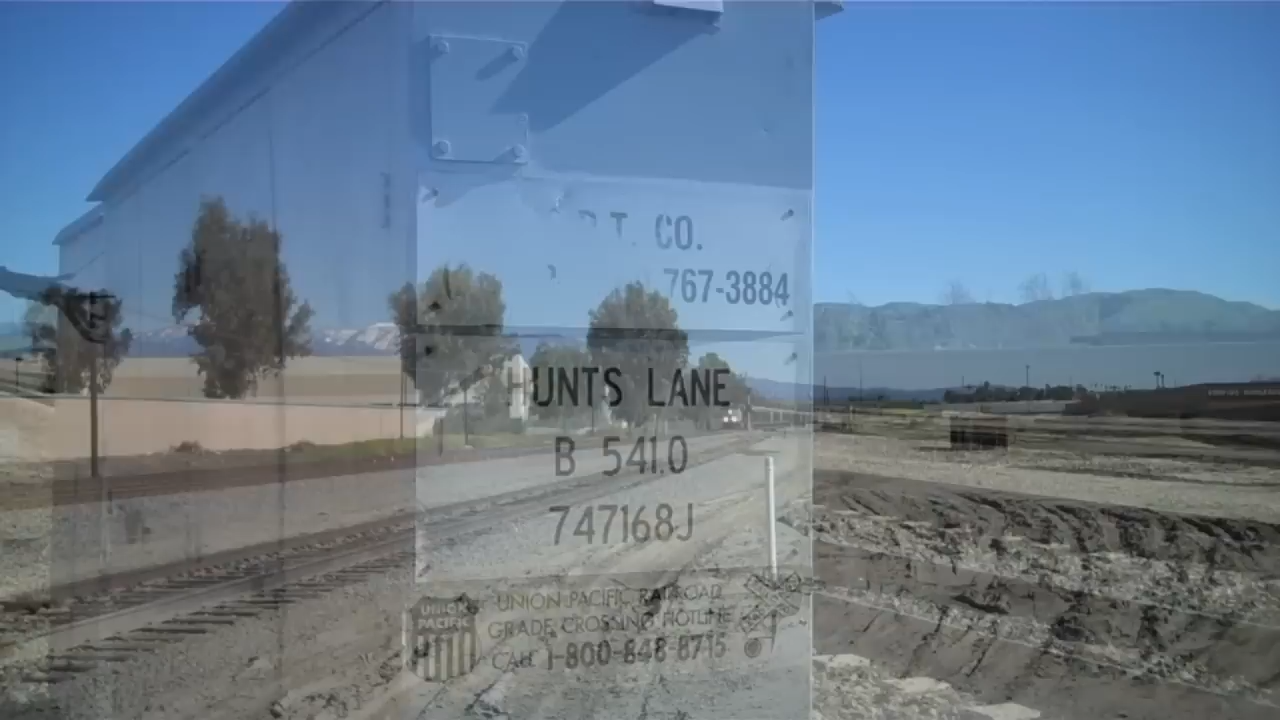 T. CO.
767-3884
HUNTS LANE
B 541.0
747168J
UNION
PACIFIC
UNION PACIFIC RAILROAD
GRADE CROSSING HOTLINE
CALL 1-800-848-8715